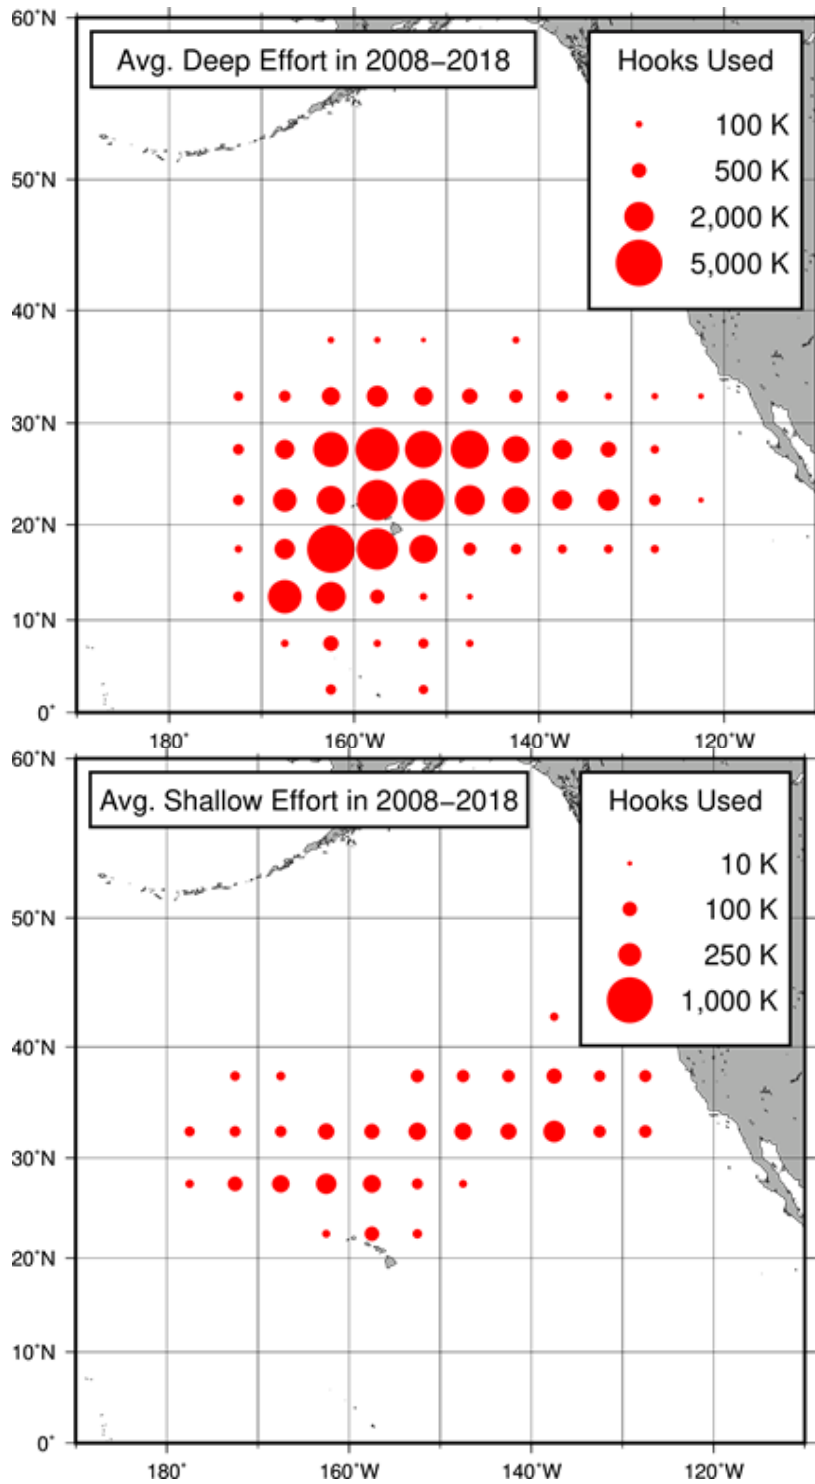 60°N
Avg. Deep Effort in 2008–2018
Hooks Used
100 K
500 K
2,000 K
5,000 K
50°N
40°N
30°N
20°N
10°N
0°
180°
160°W
140°W
120°W
60°N
Avg. Shallow Effort in 2008–2018
Hooks Used
10 K
100 K
250 K
1,000 K
50°N
40°N
30°N
20°N
10°N
0°
180°
160°W
140°W
120°W